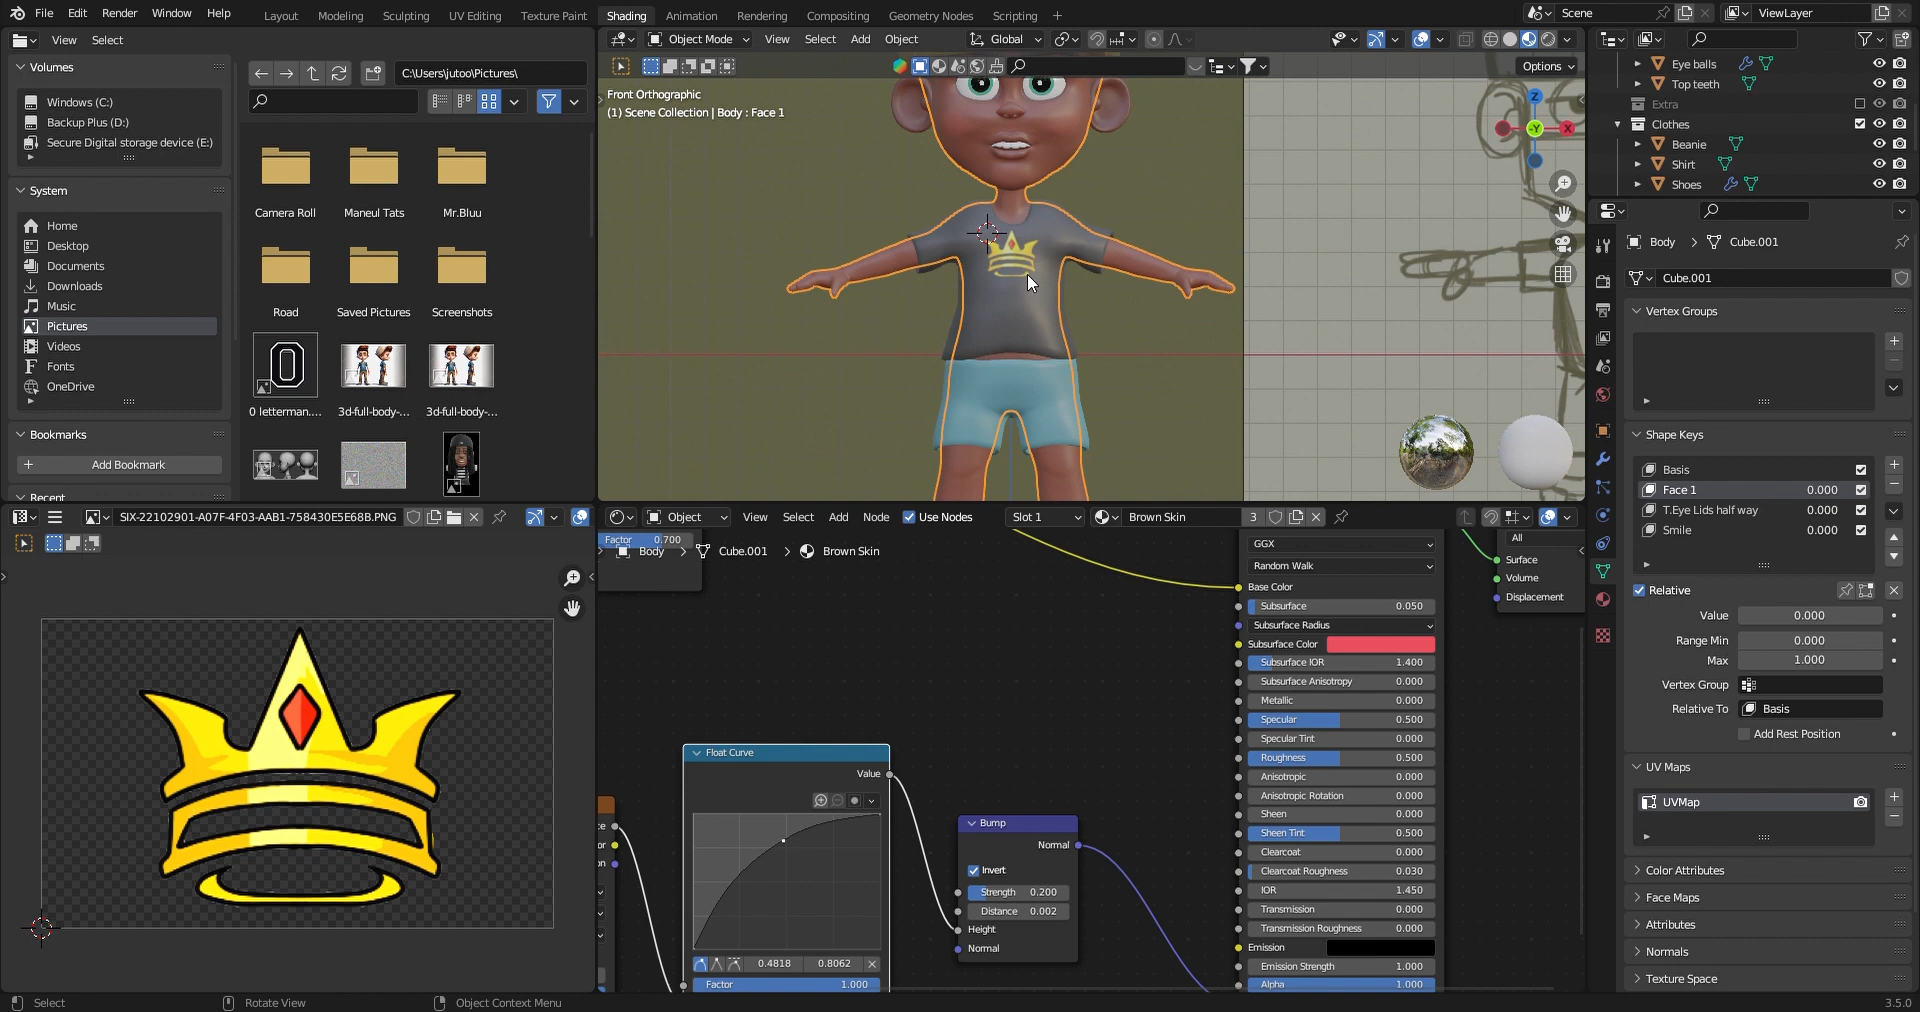 File Edit Render Window Help Layout Modeling Sculpting UV Editing Texture Paint Shading Animation Rendering Compositing Geometry Nodes Scripting + Scene ViewLayer
View Select
Volumes
Windows (C:)
Backup Plus (D:)
Secure Digital storage device (E:)
System
Home
Desktop
Documents
Downloads
Music
Pictures
Videos
Fonts
OneDrive
Bookmarks
Add Bookmark
Recent
C:\Users\jutoo\Pictures\
Camera Roll Maneul Tats Mr.Bluu
Road Saved Pictures Screenshots
0 letterman.... 3d-full-body-... 3d-full-body-...
Object Mode View Select Add Object Global
Options
Front Orthographic
(1) Scene Collection | Body : Face 1
Z
-Y X
Eye balls
Top teeth
Extra
Clothes
Beanie
Shirt
Shoes
Body > Cube.001
Cube.001
Vertex Groups
Shape Keys
Basis
Face 1 0.000
T.Eye Lids half way 0.000
Smile 0.000
Relative
Value 0.000
Range Min 0.000
Max 1.000
Vertex Group
Relative To Basis
Add Rest Position
UV Maps
UVMap
Color Attributes
Face Maps
Attributes
Normals
Texture Space
SIX-22102901-A07F-4F03-AAB1-758430E5E68B.PNG
Object View Select Add Node Use Nodes Slot 1 Brown Skin 3
Factor 0.700
Body > Cube.001 > Brown Skin
Float Curve
Value
0.4818 0.8062
Factor 1.000
Bump
Normal
Invert
Strength 0.200
Distance 0.002
Height
Normal
GGX
Random Walk
Base Color
Subsurface 0.050
Subsurface Radius
Subsurface Color
Subsurface IOR 1.400
Subsurface Anisotropy 0.000
Metallic 0.000
Specular 0.500
Specular Tint 0.000
Roughness 0.500
Anisotropic 0.000
Anisotropic Rotation 0.000
Sheen 0.000
Sheen Tint 0.500
Clearcoat 0.000
Clearcoat Roughness 0.030
IOR 1.450
Transmission 0.000
Transmission Roughness 0.000
Emission
Emission Strength 1.000
Alpha 1.000
All
Surface
Volume
Displacement
Select Rotate View Object Context Menu 3.5.0